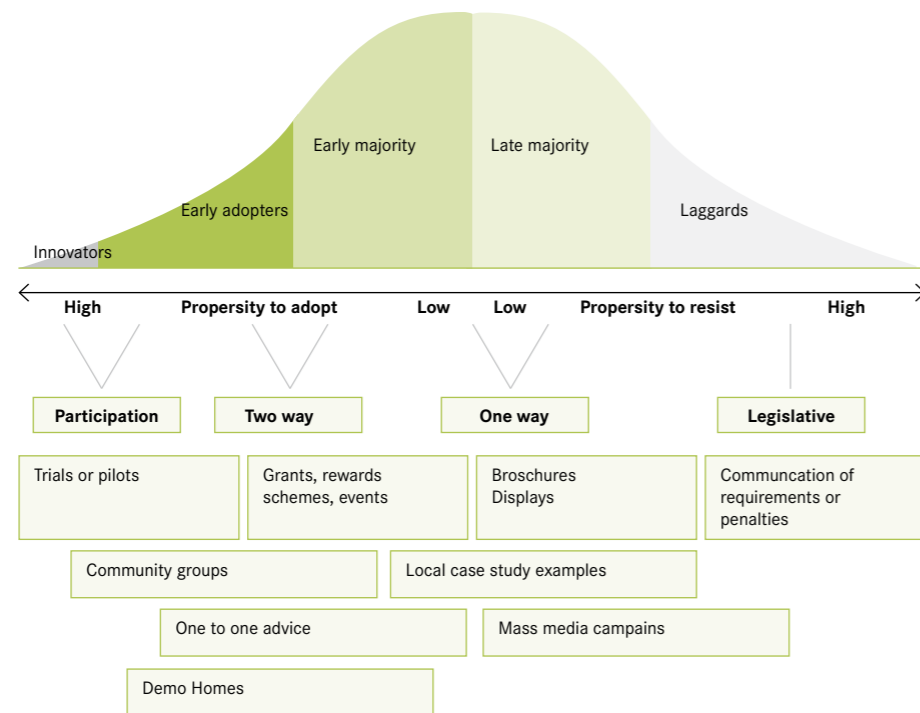 Early majority
Late majority
Early adopters
Laggards
Innovators
High
Propersity to adopt
Low
Low
Propersity to resist
High
Participation
Two way
One way
Legislative
Trials or pilots
Grants, rewards
schemes, events
Broschures
Displays
Communcation of
requirements or
penalties
Community groups
Local case study examples
One to one advice
Mass media campains
Demo Homes